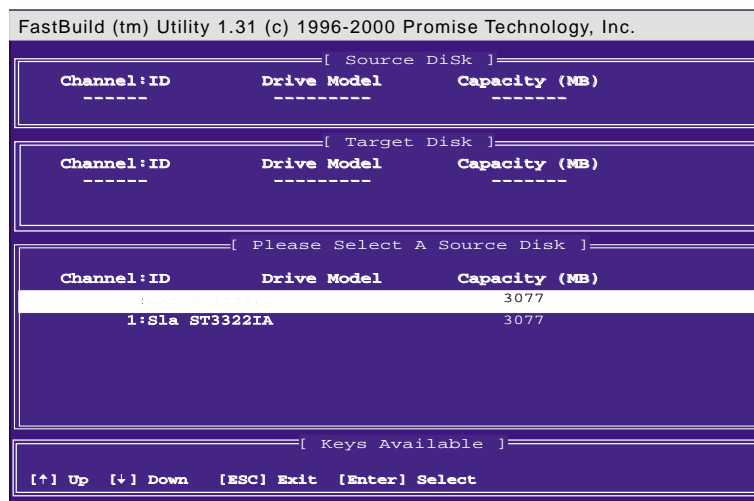 FastBuild (tm) Utility 1.31 (c) 1996-2000 Promise Technology, Inc.
[ Source DiSk ]
Channel:ID Drive Model Capacity (MB)
------ --------- -------
[ Target Disk ]
Channel:ID Drive Model Capacity (MB)
------ --------- -------
[ Please Select A Source Disk ]
Channel:ID Drive Model Capacity (MB)
3077
1:Sla ST3322IA 3077
[ Keys Available ]
[↑] Up [↓] Down [ESC] Exit [Enter] Select